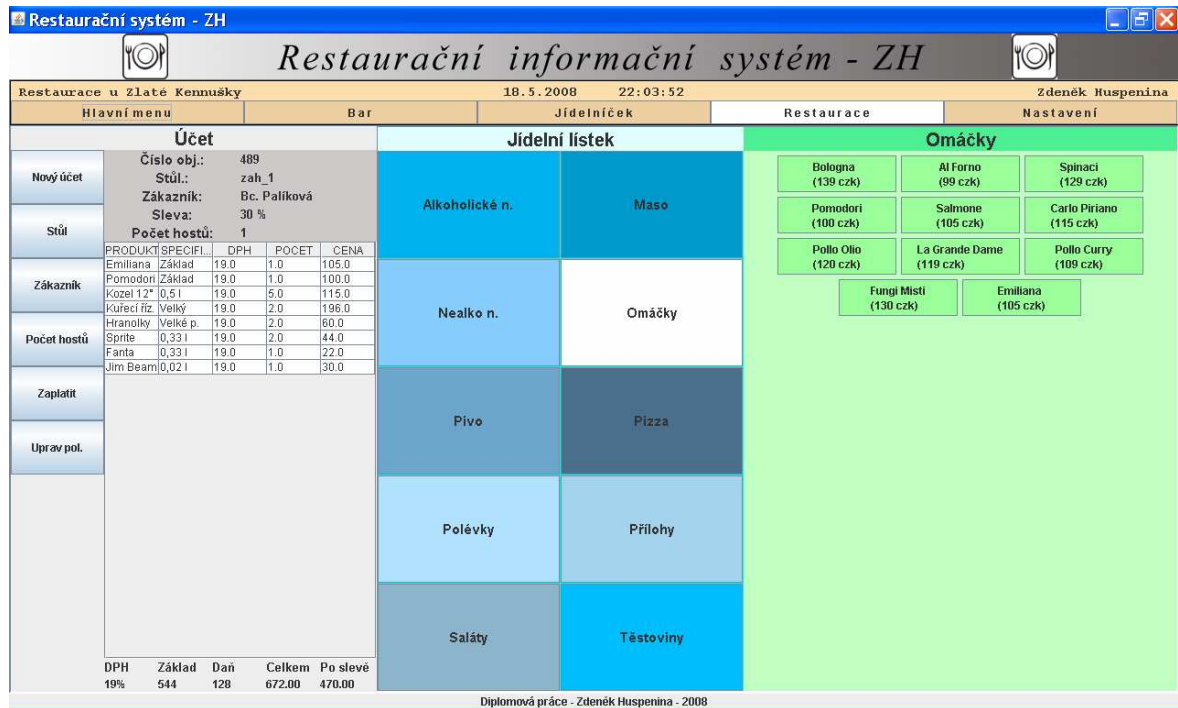 Restaurační systém - ZH
Restaurační informační systém - ZH
Restaurace u Zlaté Kennušky 18.5.2008 22:03:52 Zdeněk Huspenina
Hlavní menu Bar Jídelníček Restaurace Nastavení
Účet
Nový účet
Stůl
Zákazník
Počet hostů
Zaplatit
Uprav pol.
Číslo obj.: 489
Stůl.: zah_1
Zákazník: Bc. Palíková
Sleva: 30 %
Počet hostů: 1
PRODUKT SPECIFI... DPH POCET CENA
Emiliana Základ 19.0 1.0 105.0
Pomodori Základ 19.0 1.0 100.0
Kozel 12° 0,5 l 19.0 5.0 115.0
Kuřecí říz. Velký 19.0 2.0 196.0
Hranolky Velké p. 19.0 2.0 60.0
Sprite 0,33 l 19.0 2.0 44.0
Fanta 0,33 l 19.0 1.0 22.0
Jim Beam 0,02 l 19.0 1.0 30.0
DPH Základ Daň Celkem Po slevě
19% 544 128 672.00 470.00
Jídelní lístek
Alkoholické n. Maso
Nealko n. Omáčky
Pivo Pizza
Polévky Přílohy
Saláty Těstoviny
Omáčky
Bologna Al Forno Spinaci
(139 czk) (99 czk) (129 czk)
Pomodori Salmone Carlo Piriano
(100 czk) (105 czk) (115 czk)
Pollo Olio La Grande Dame Pollo Curry
(120 czk) (119 czk) (109 czk)
Fungi Misti Emiliana
(130 czk) (105 czk)
Diplomová práce - Zdeněk Huspenina - 2008